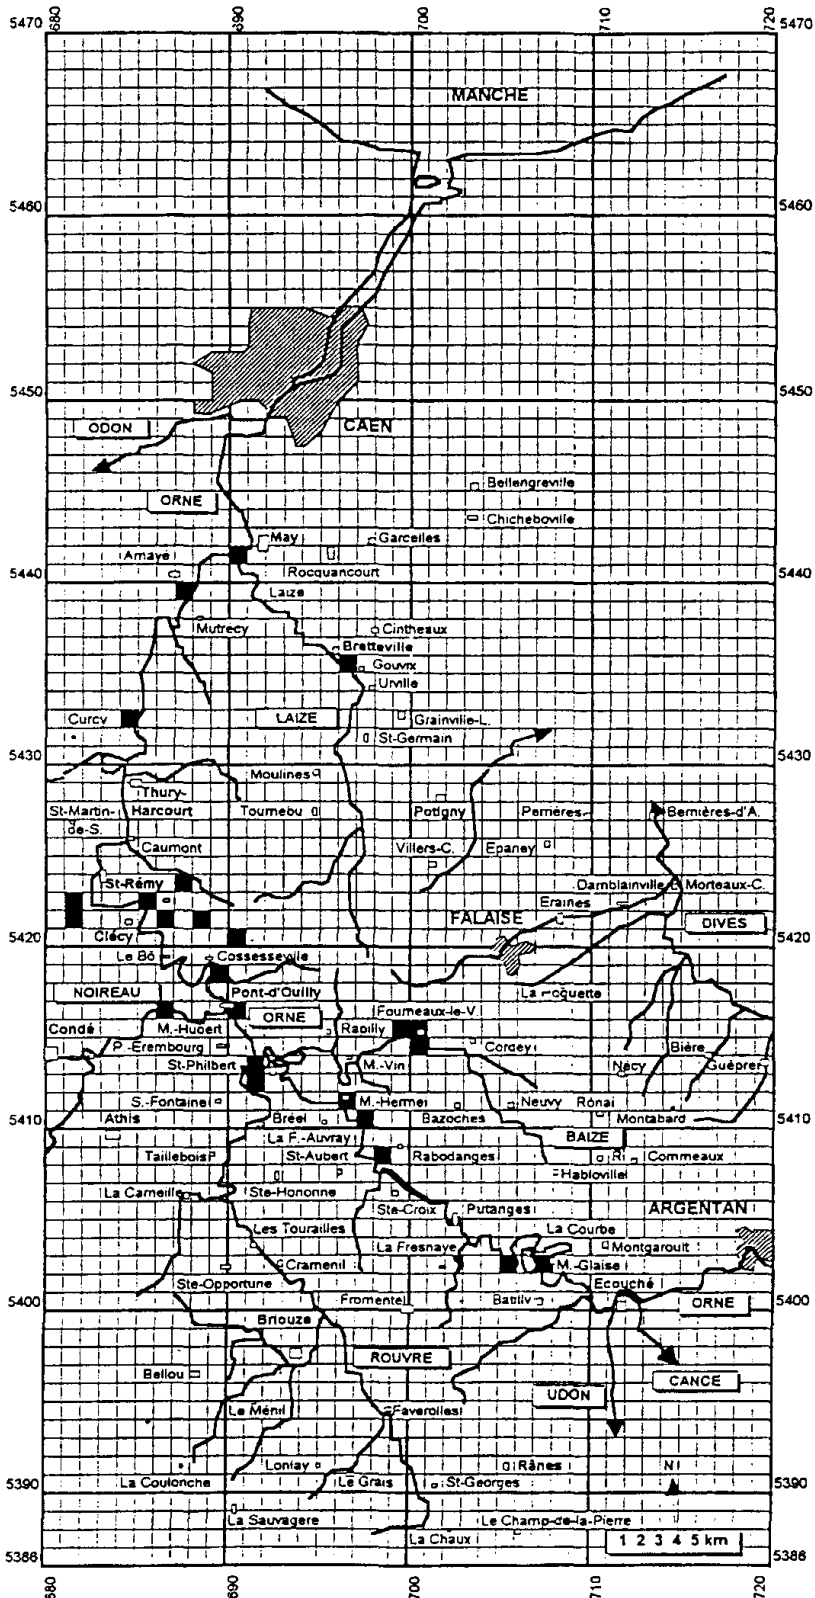 680 690 700 710 720
5470 5470
MANCHE
5460 5460
5450 5450
CAEN
ODON
Bellengreville
ORNE
Chicheboville
May Garcelles
Amayé
Rocquancourt
5440 5440
Laize
Mutrecy Cintheaux
Bretteville
Gouvix
Urville
Curcy LAIZE Grainville-L.
St-Germain
5430 5430
Moulines
Thury-
Harcourt
St-Martin-
de-S.
Tournebu Potigny Perrières Bernières-d'A.
Caumont Villers-C. Epaney
St-Rémy Damblainville Morteaux-C.
Eraines
FALAISE DIVES
Clécy
5420 5420
Le Bô Cossesseville
NOIREAU Pont-d'Ouilly La Hoguette
ORNE Fourneaux-le-V.
Condé M.-Hubert Rapilly
P.-Erembourg Cordey Bière
St-Philbert M.-Vin Nécy Guêprei
S.-Fontaine M.-Hermei Neuvy Rônai
5410 5410
Athis Bréel Bazoches Montabard
La F.-Auvray BAIZE
Taillebois St-Aubert Rabodanges Ri Commeaux
Habloville
La Carneille Ste-Honorine
Ste-Croix Putanges ARGENTAN
Les Tourailles La Courbe
La Fresnaye Montgaroult
Cramenil M.-Glaise
Ste-Opportune Ecouché
5400 5400
Fromentel Batilly ORNE
Briouze
ROUVRE
Bellou CANCE
UDON
Le Ménil Faverolles
Lonlay Rânes N
5390 5390
La Coulonche Le Grais St-Georges
La Sauvagere Le Champ-de-la-Pierre
La Chaux 1 2 3 4 5 km
5386 5386
680 690 700 710 720